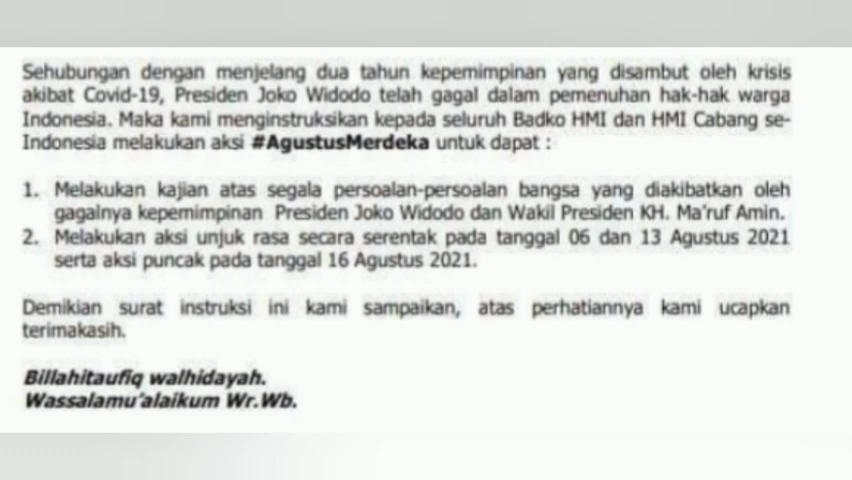 Sehubungan dengan menjelang dua tahun kepemimpinan yang disambut oleh krisis
akibat Covid-19, Presiden Joko Widodo telah gagal dalam pemenuhan hak-hak warga
Indonesia. Maka kami menginstruksikan kepada seluruh Badko HMI dan HMI Cabang se-
Indonesia melakukan aksi #AgustusMerdeka untuk dapat :
1. Melakukan kajian atas segala persoalan-persoalan bangsa yang diakibatkan oleh
gagalnya kepemimpinan Presiden Joko Widodo dan Wakil Presiden KH. Ma'ruf Amin.
2. Melakukan aksi unjuk rasa secara serentak pada tanggal 06 dan 13 Agustus 2021
serta aksi puncak pada tanggal 16 Agustus 2021.
Demikian surat instruksi ini kami sampaikan, atas perhatiannya kami ucapkan
terimakasih.
Billahitaufiq walhidayah.
Wassalamu'alaikum Wr.Wb.